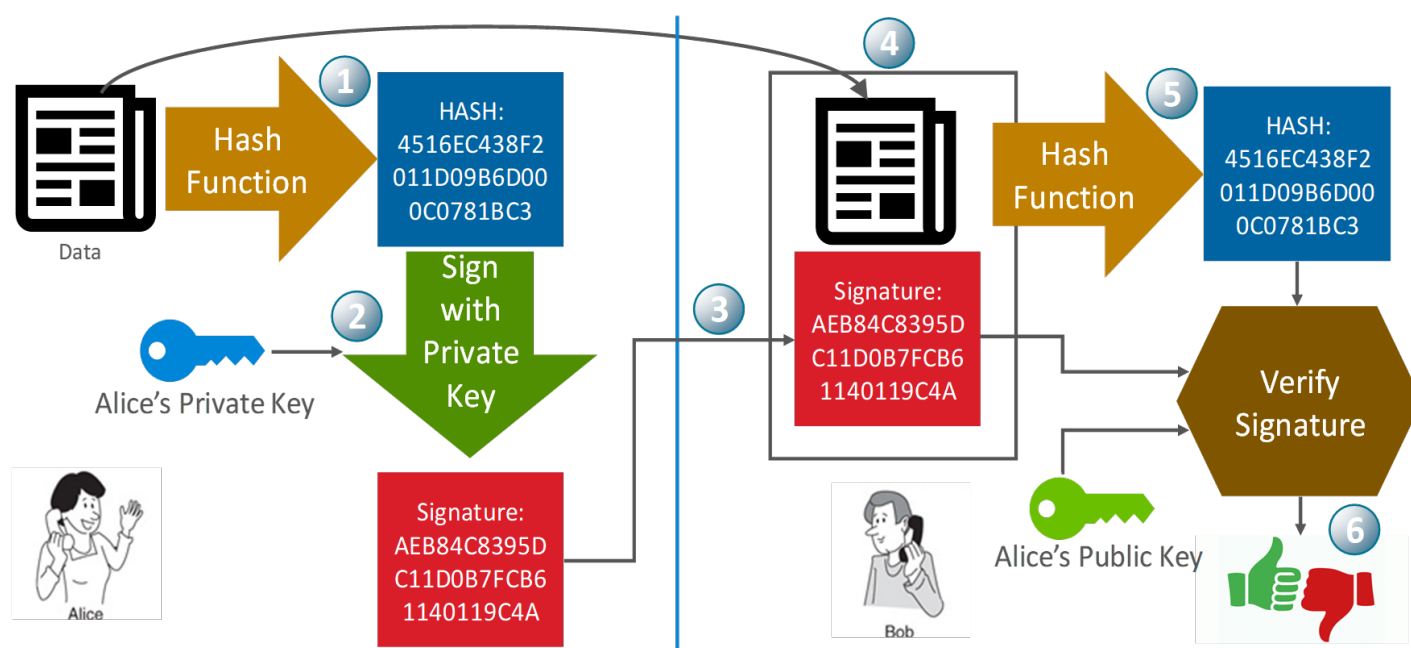 1
HASH:
4516EC438F2
011D09B6D00
0C0781BC3
Hash
Function
Data
Sign
with
Private
Key
2
Alice’s Private Key
Signature:
AEB84C8395D
C11D0B7FCB6
1140119C4A
Alice
3
4
Signature:
AEB84C8395D
C11D0B7FCB6
1140119C4A
Hash
Function
5
HASH:
4516EC438F2
011D09B6D00
0C0781BC3
Verify
Signature
Alice’s Public Key
6
Bob